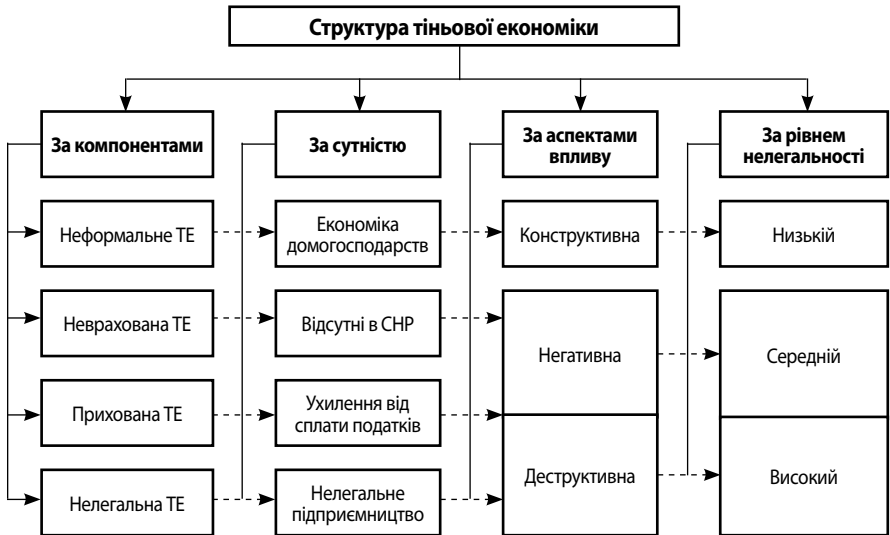 Структура тіньової економіки
За компонентами
За сутністю
За аспектами
впливу
За рівнем
нелегальності
Неформальне ТЕ
Економіка
домогосподарств
Конструктивна
Низькій
Неврахована ТЕ
Відсутні в СНР
Негативна
Середній
Прихована ТЕ
Ухилення від
сплати податків
Деструктивна
Високий
Нелегальна ТЕ
Нелегальне
підприємництво